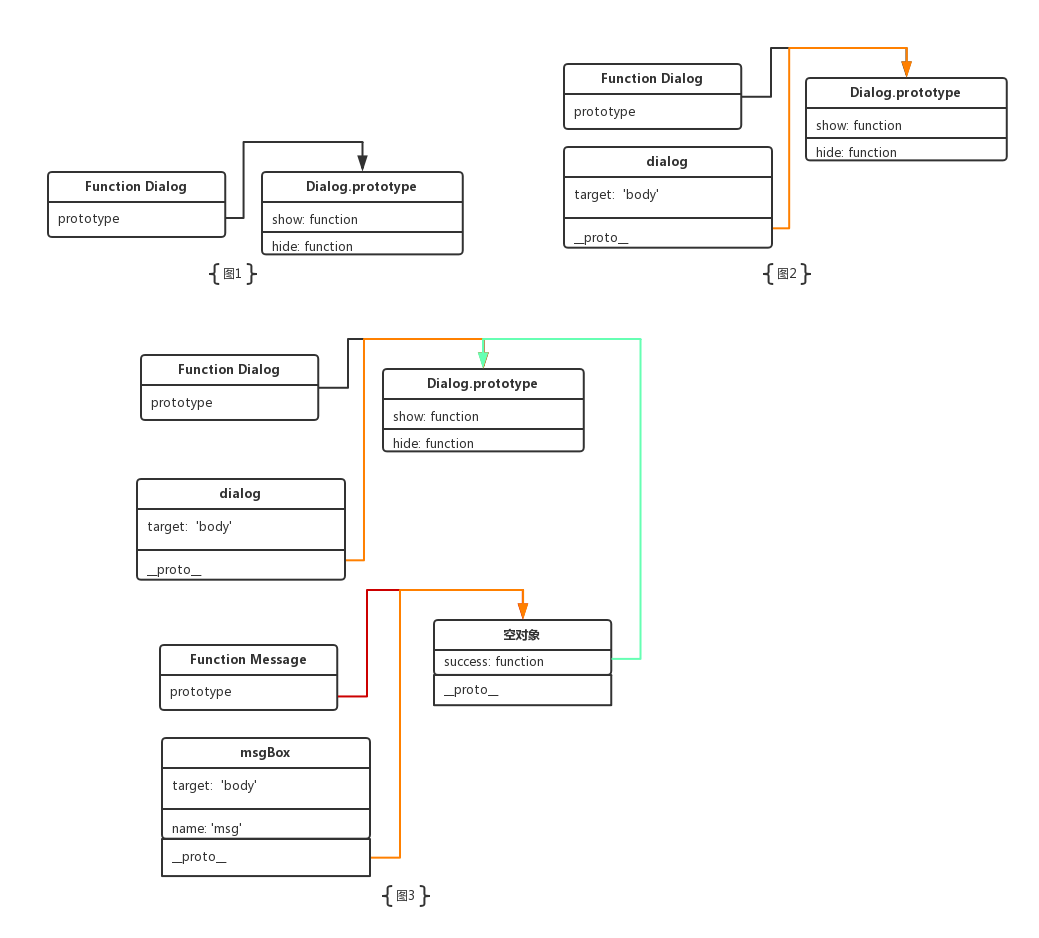 Function Dialog
prototype
Dialog.prototype
show: function
hide: function
图1
Function Dialog
prototype
dialog
target:  'body'
__proto__
Dialog.prototype
show: function
hide: function
图2
Function Dialog
prototype
Dialog.prototype
show: function
hide: function
dialog
target:  'body'
__proto__
空对象
success: function
__proto__
Function Message
prototype
msgBox
target:  'body'
name: 'msg'
__proto__
图3